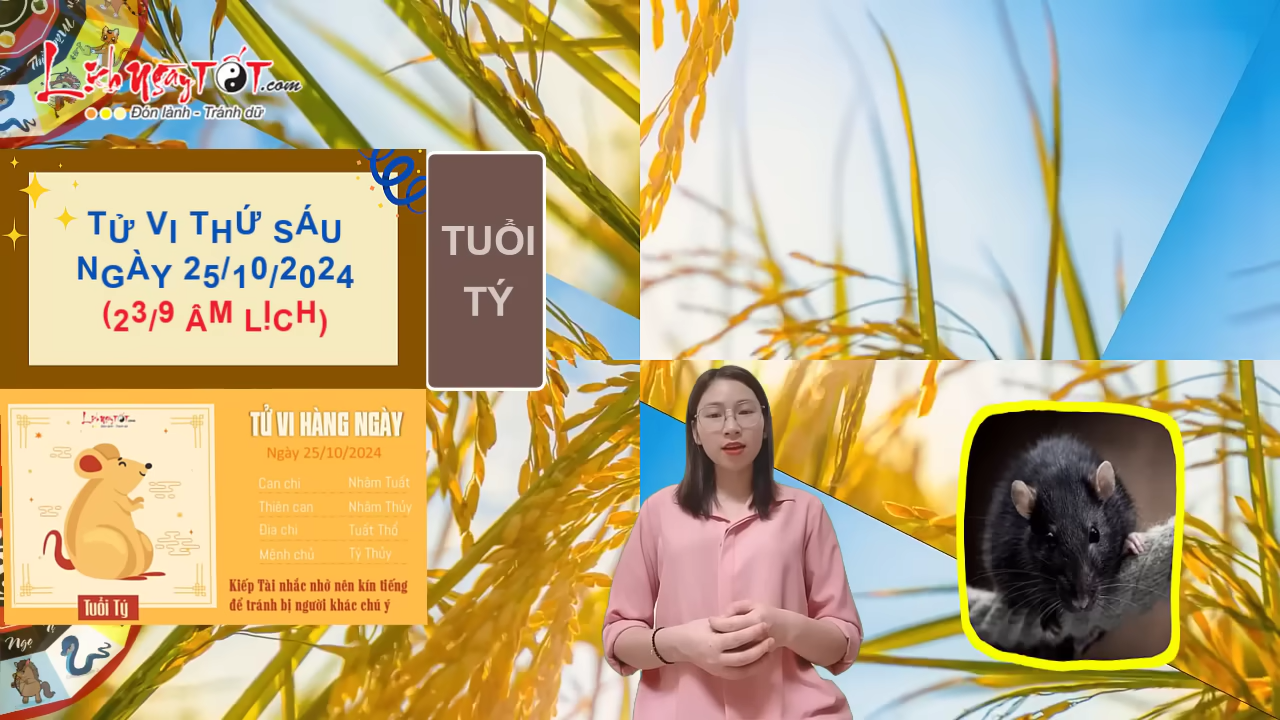 LịchNgàyTỐT.com
Đón lành - Tránh dữ
TỬ VI THỨ SÁU
NGÀY 25/10/2024
(23/9 ÂM LỊCH)
TUỔI
TÝ
LịchNgàyTỐT.com
TỬ VI HÀNG NGÀY
Ngày 25/10/2024
Can chi Nhâm Tuất
Thiên can Nhâm Thủy
Địa chi Tuất Thổ
Mệnh chủ Tý Thủy
Kiếp Tài nhắc nhở nên kín tiếng
để tránh bị người khác chú ý
Tuổi Tý
Ngọ